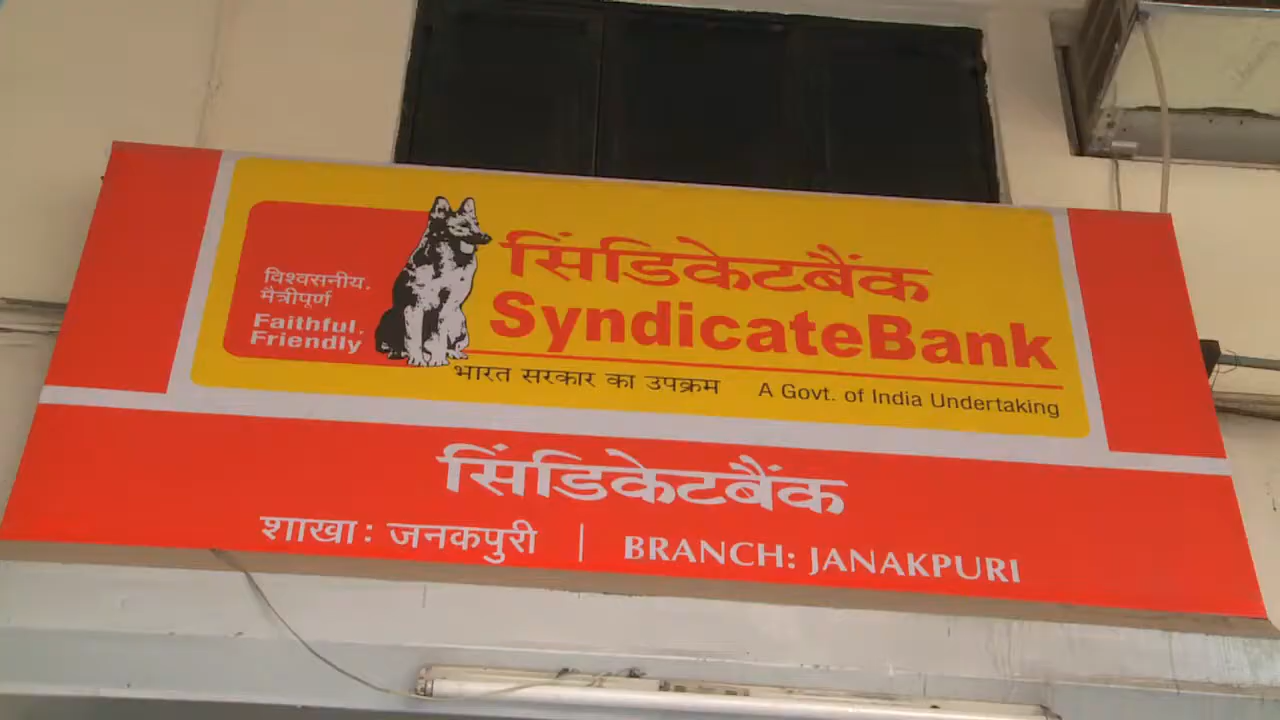 विश्वसनीय.
मैत्रीपूर्ण
Faithful.
Friendly
सिंडिकेटबैंक
SyndicateBank
भारत सरकार का उपक्रम A Govt. of India Undertaking
सिंडिकेटबैंक
शाखा: जनकपुरी | BRANCH: JANAKPURI